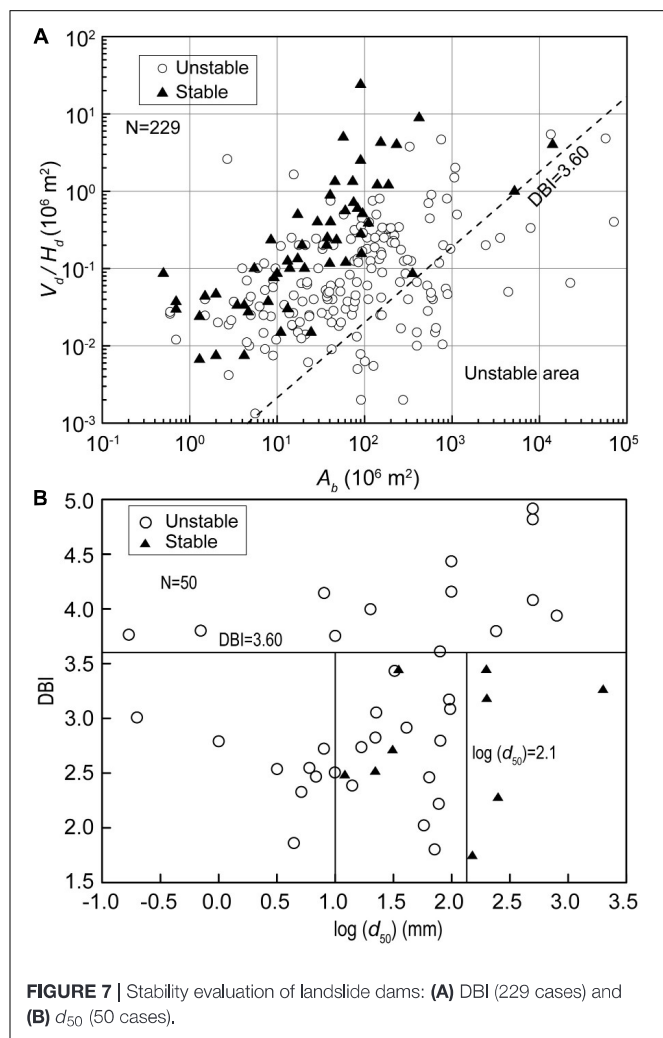 A
10³
10²
10¹
10⁰
10⁻¹
10⁻²
10⁻³
V_d / H_d (10⁶ m²)
Unstable
Stable
N=229
DBI=3.60
Unstable area
10⁻¹ 10⁰ 10¹ 10² 10³ 10⁴ 10⁵
A_b (10⁶ m²)
B
5.0
4.5
4.0
3.5
3.0
2.5
2.0
1.5
DBI
Unstable
Stable
N=50
DBI=3.60
log (d₅₀)=2.1
-1.0 -0.5 0.0 0.5 1.0 1.5 2.0 2.5 3.0 3.5
log (d₅₀) (mm)
FIGURE 7 | Stability evaluation of landslide dams: (A) DBI (229 cases) and
(B) d₅₀ (50 cases).